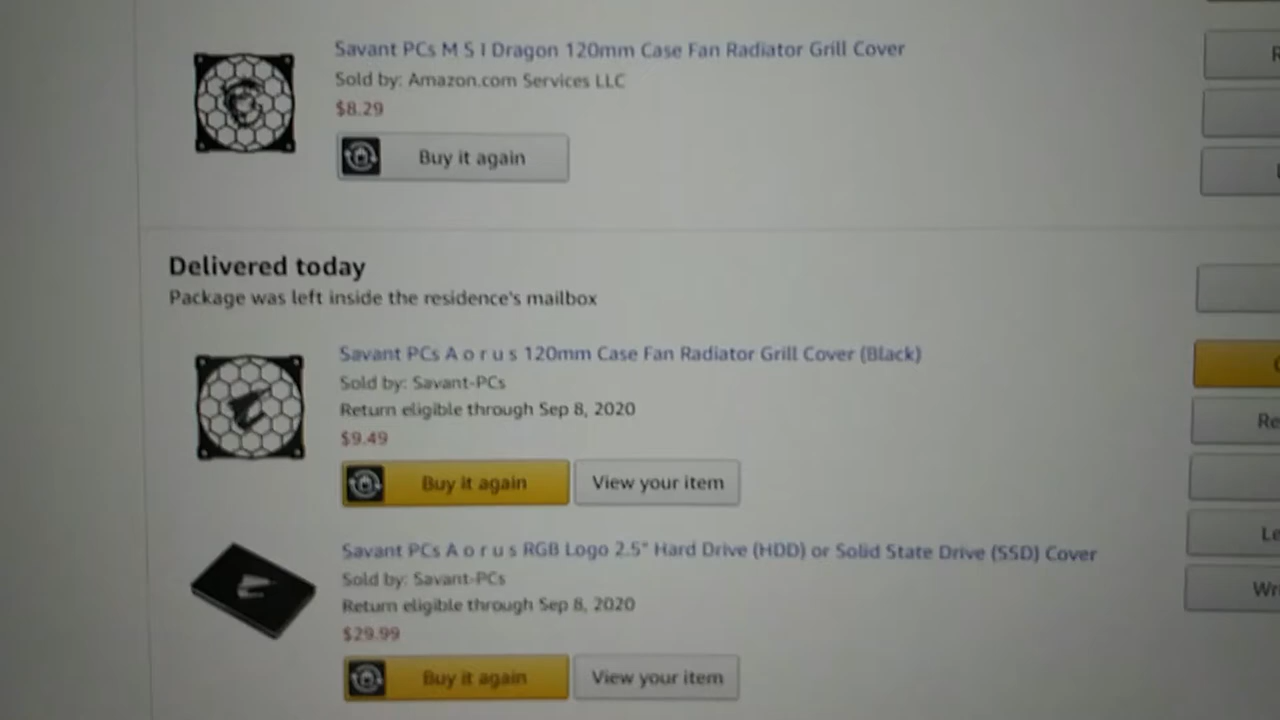 Savant PCs M S I Dragon 120mm Case Fan Radiator Grill Cover
Sold by: Amazon.com Services LLC
$8.29
Buy it again
Delivered today
Package was left inside the residence's mailbox
Savant PCs A o r u s 120mm Case Fan Radiator Grill Cover (Black)
Sold by: Savant-PCs
Return eligible through Sep 8, 2020
$9.49
Buy it again
View your item
Re
Savant PCs A o r u s RGB Logo 2.5" Hard Drive (HDD) or Solid State Drive (SSD) Cover
Le
Sold by: Savant-PCs
Wr
Return eligible through Sep 8, 2020
$29.99
Buy it again
View your item